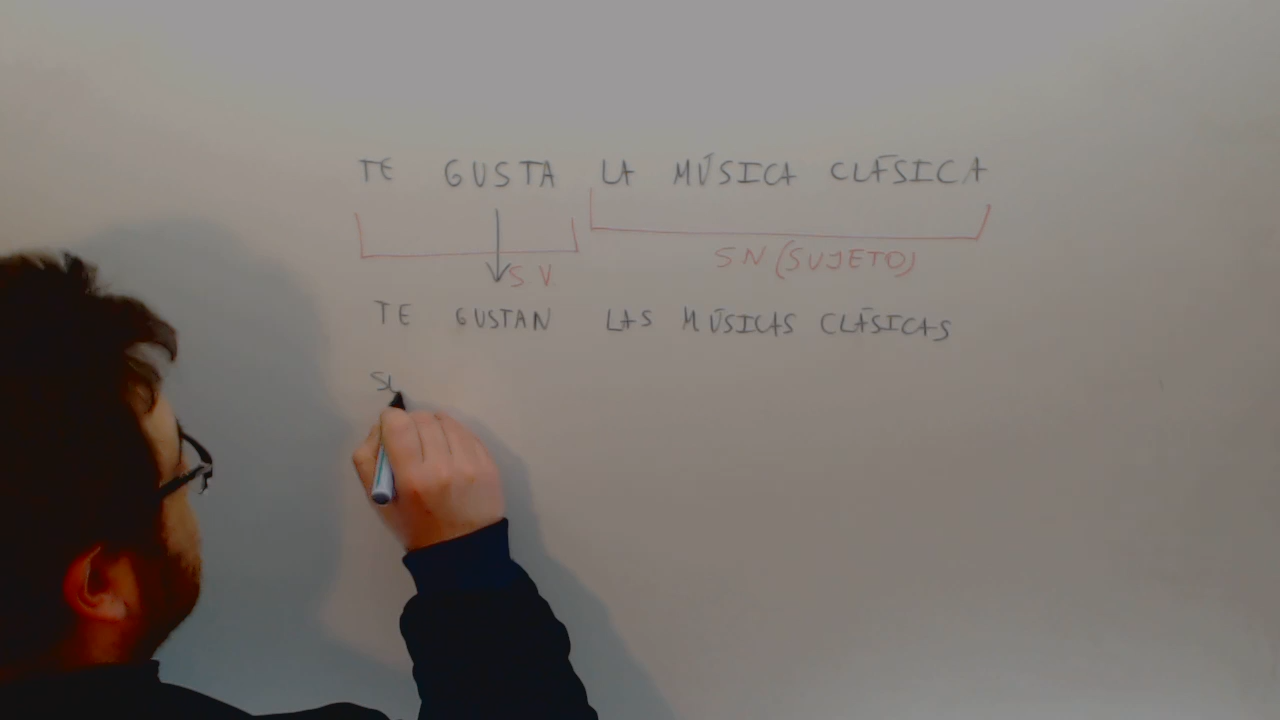 TE GUSTA LA MÚSICA CLÁSICA
SV SN (SUJETO)
TE GUSTAN LAS MÚSICAS CLÁSICAS